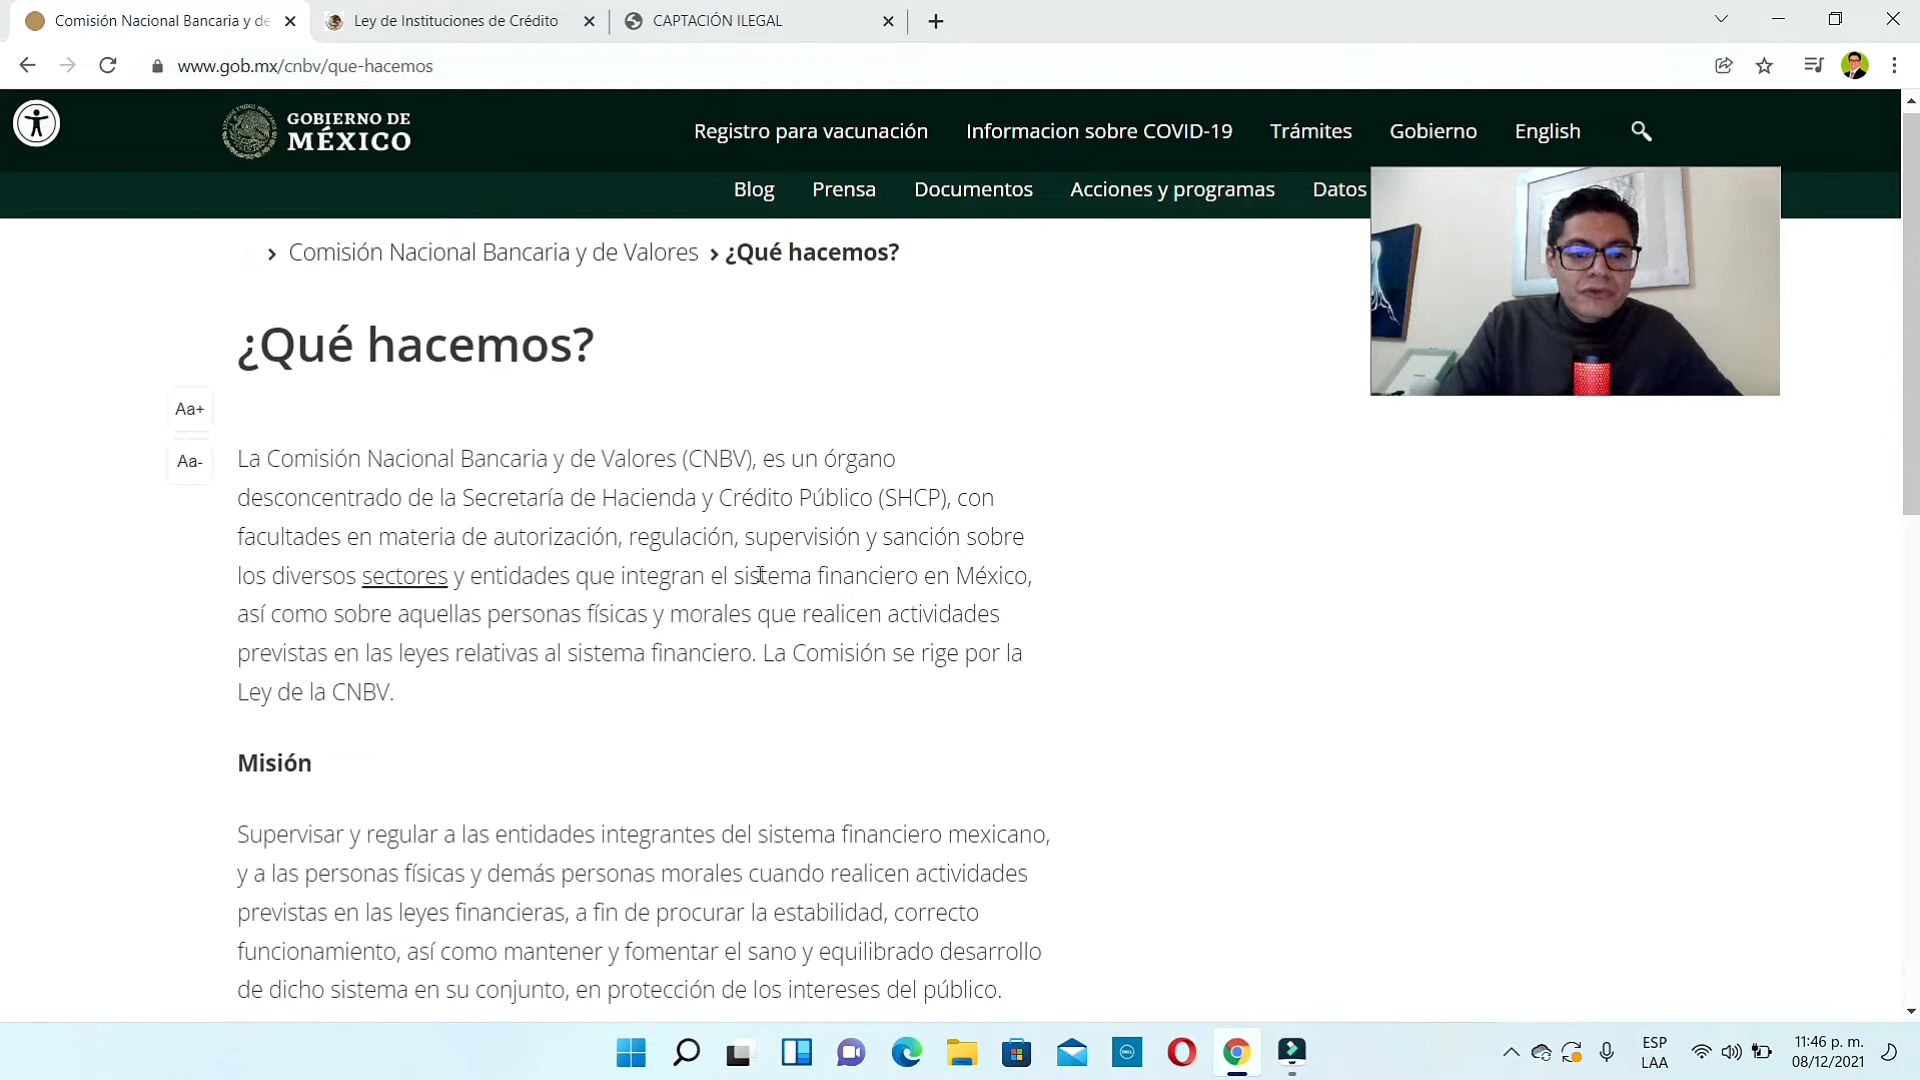 Comisión Nacional Bancaria y de
Ley de Instituciones de Crédito
CAPTACIÓN ILEGAL
www.gob.mx/cnbv/que-hacemos
GOBIERNO DE
MÉXICO
Registro para vacunación
Informacion sobre COVID-19
Trámites
Gobierno
English
Blog
Prensa
Documentos
Acciones y programas
Datos
Comisión Nacional Bancaria y de Valores
¿Qué hacemos?
¿Qué hacemos?
Aa+
Aa-
La Comisión Nacional Bancaria y de Valores (CNBV), es un órgano
desconcentrado de la Secretaría de Hacienda y Crédito Público (SHCP), con
facultades en materia de autorización, regulación, supervisión y sanción sobre
los diversos sectores y entidades que integran el sistema financiero en México,
así como sobre aquellas personas físicas y morales que realicen actividades
previstas en las leyes relativas al sistema financiero. La Comisión se rige por la
Ley de la CNBV.
Misión
Supervisar y regular a las entidades integrantes del sistema financiero mexicano,
y a las personas físicas y demás personas morales cuando realicen actividades
previstas en las leyes financieras, a fin de procurar la estabilidad, correcto
funcionamiento, así como mantener y fomentar el sano y equilibrado desarrollo
de dicho sistema en su conjunto, en protección de los intereses del público.
ESP
LAA
11:46 p. m.
08/12/2021